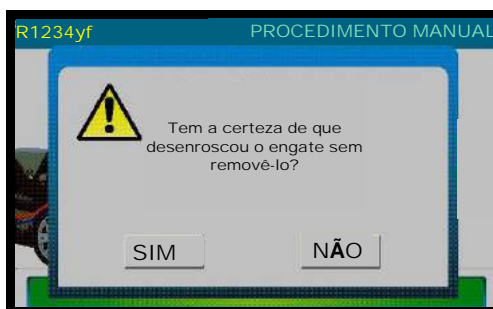 R1234yf PROCEDIMENTO MANUAL
Tem a certeza de que
desenroscou o engate sem
removê-lo?
SIM NÃO